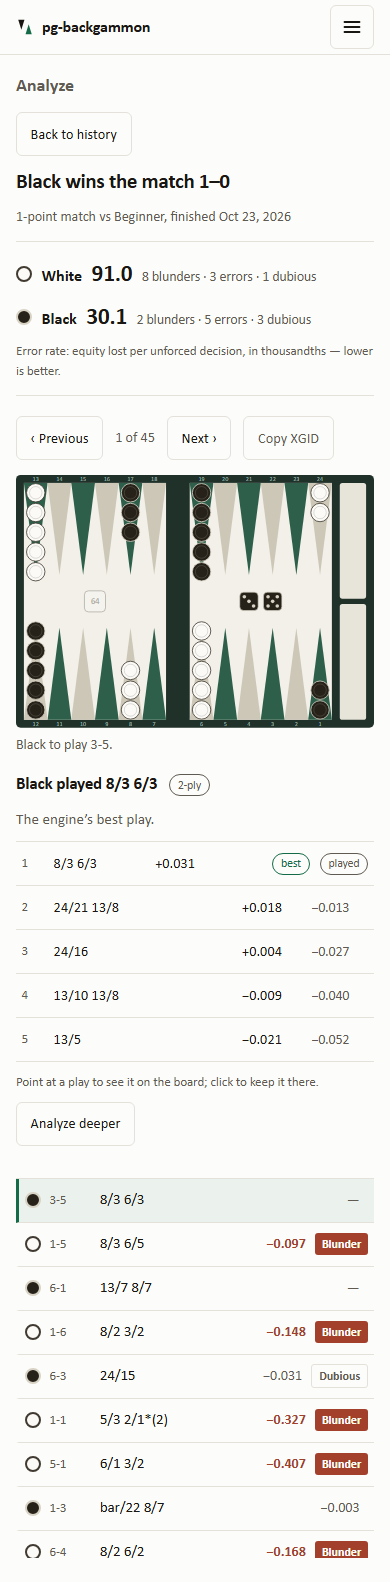 pg-backgammon
Analyze
Back to history
Black wins the match 1–0
1-point match vs Beginner, finished Oct 23, 2026
White 91.0 8 blunders · 3 errors · 1 dubious
Black 30.1 2 blunders · 5 errors · 3 dubious
Error rate: equity lost per unforced decision, in thousandths — lower
is better.
‹ Previous 1 of 45 Next › Copy XGID
13 14 15 16 17 18 19 20 21 22 23 24
64
12 11 10 9 8 7 6 5 4 3 2 1
Black to play 3-5.
Black played 8/3 6/3 2-ply
The engine’s best play.
1 8/3 6/3 +0.031 best played
2 24/21 13/8 +0.018 −0.013
3 24/16 +0.004 −0.027
4 13/10 13/8 −0.009 −0.040
5 13/5 −0.021 −0.052
Point at a play to see it on the board; click to keep it there.
Analyze deeper
3-5 8/3 6/3 —
1-5 8/3 6/5 −0.097 Blunder
6-1 13/7 8/7 —
1-6 8/2 3/2 −0.148 Blunder
6-3 24/15 −0.031 Dubious
1-1 5/3 2/1*(2) −0.327 Blunder
5-1 6/1 3/2 −0.407 Blunder
1-3 bar/22 8/7 −0.003
6-4 8/2 6/2 −0.168 Blunder